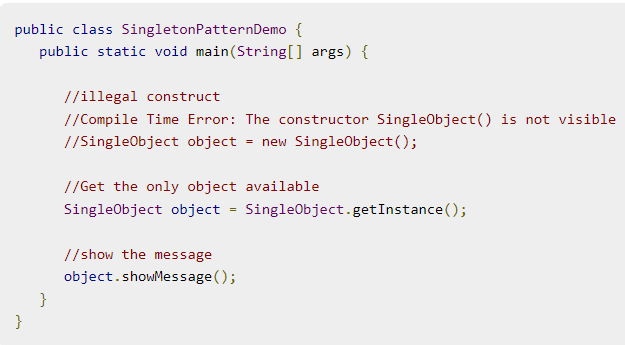 public class SingletonPatternDemo {
public static void main(String[] args) {
//illegal construct
//Compile Time Error: The constructor SingleObject() is not visible
//SingleObject object = new SingleObject();
//Get the only object available
SingleObject object = SingleObject.getInstance();
//show the message
object.showMessage();
}
}